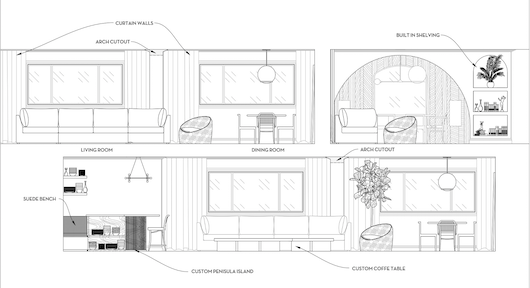 CURTAIN WALLS
ARCH CUTOUT
BUILT IN SHELVING
LIVING ROOM
DINING ROOM
ARCH CUTOUT
SUEDE BENCH
CUSTOM PENISULA ISLAND
CUSTOM COFFE TABLE